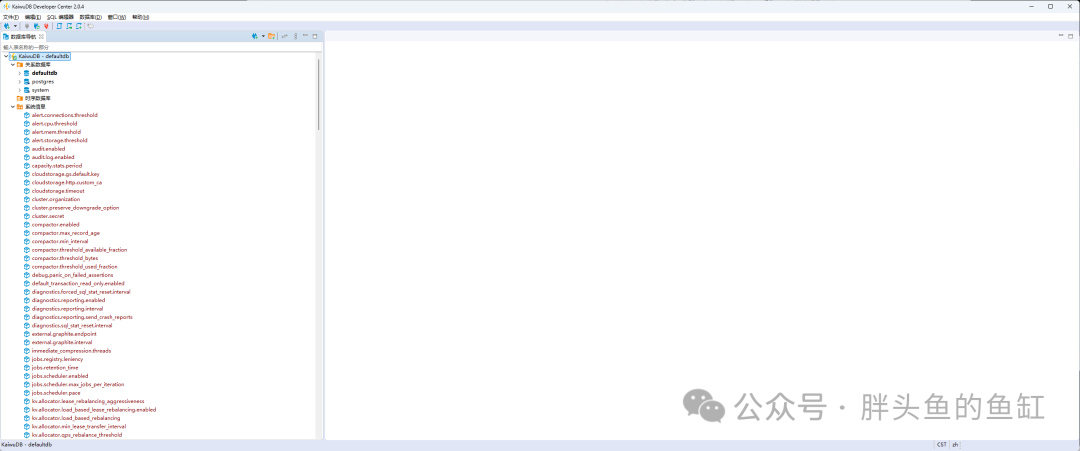 KaiwuDB Developer Center 2.0.4
文件(F) 编辑(E) SQL 编辑器 数据库(D) 窗口(W) 帮助(H)
数据库导航
输入表名称的一部分
KaiwuDB - defaultdb
关系数据库
defaultdb
postgres
system
时序数据库
系统信息
alert.connections.threshold
alert.cpu.threshold
alert.mem.threshold
alert.storage.threshold
audit.enabled
audit.log.enabled
capacity.stats.period
cloudstorage.gs.default.key
cloudstorage.http.custom_ca
cloudstorage.timeout
cluster.organization
cluster.preserve_downgrade_option
cluster.secret
compactor.enabled
compactor.max_record_age
compactor.min_interval
compactor.threshold_available_fraction
compactor.threshold_bytes
compactor.threshold_used_fraction
debug.panic_on_failed_assertions
default_transaction_read_only.enabled
diagnostics.forced_sql_stat_reset.interval
diagnostics.reporting.enabled
diagnostics.reporting.interval
diagnostics.reporting.send_crash_reports
diagnostics.sql_stat_reset.interval
external.graphite.endpoint
external.graphite.interval
immediate_compression.threads
jobs.registry.leniency
jobs.retention_time
jobs.scheduler.enabled
jobs.scheduler.max_jobs_per_iteration
jobs.scheduler.pace
kv.allocator.lease_rebalancing_aggressiveness
kv.allocator.load_based_lease_rebalancing.enabled
kv.allocator.load_based_rebalancing
kv.allocator.min_lease_transfer_interval
kv.allocator.qps_rebalance_threshold
公众号 · 胖头鱼的鱼缸
KaiwuDB - defaultdb CST zh